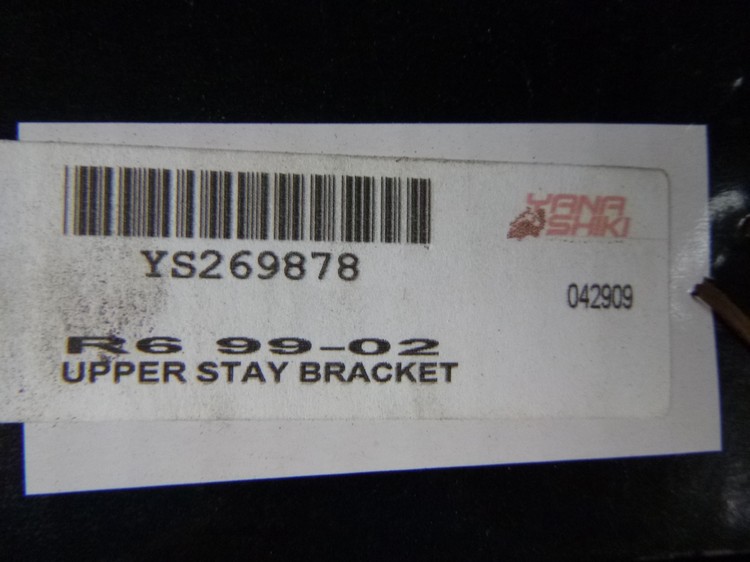 YANA
SHIKI
YS269878
042909
R6 99-02
UPPER STAY BRACKET